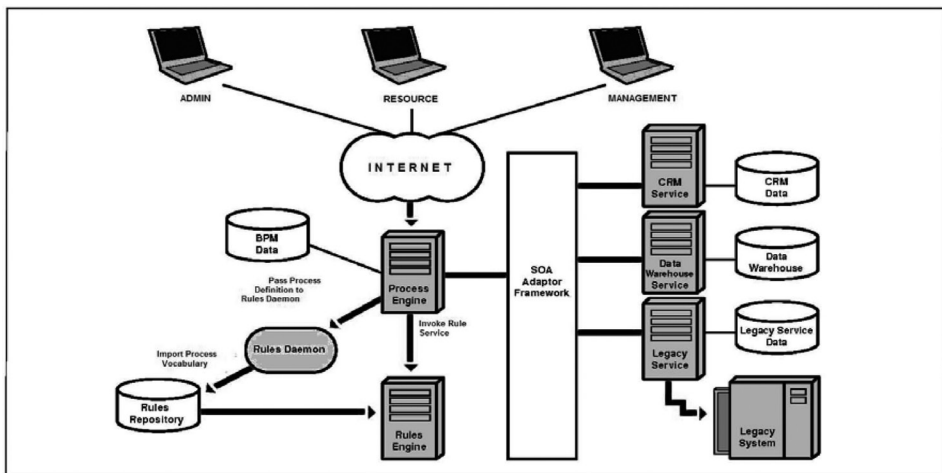 ADMIN
RESOURCE
MANAGEMENT
INTERNET
CRM
Service
CRM
Data
BPM
Data
Process
Engine
SOA
Adaptor
Framework
Data
Warehouse
Service
Data
Warehouse
Pass Process
Definition to
Rules Daemon
Invoke Rule
Service
Rules Daemon
Legacy
Service
Legacy Service
Data
Import Process
Vocabulary
Rules
Repository
Rules
Engine
Legacy
System